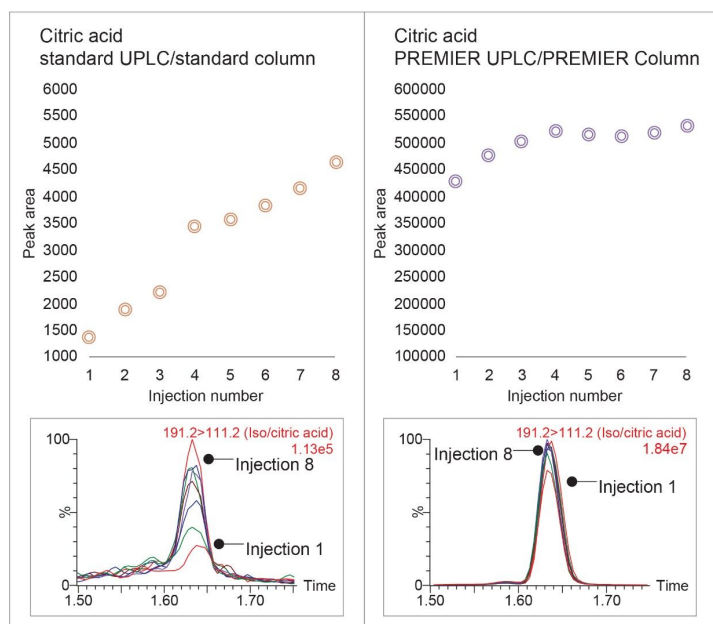 Citric acid
standard UPLC/standard column
6000
5500
5000
4500
4000
3500
3000
2500
2000
1500
1000
Peak area
1 2 3 4 5 6 7 8
Injection number
191.2>111.2 (Iso/citric acid)
1.13e5
100
%
0
Injection 8
Injection 1
Time
1.50 1.60 1.70
Citric acid
PREMIER UPLC/PREMIER Column
600000
550000
500000
450000
400000
350000
300000
250000
200000
150000
100000
Peak area
1 2 3 4 5 6 7 8
Injection number
191.2>111.2 (Iso/citric acid)
1.84e7
100
%
0
Injection 8
Injection 1
Time
1.50 1.60 1.70